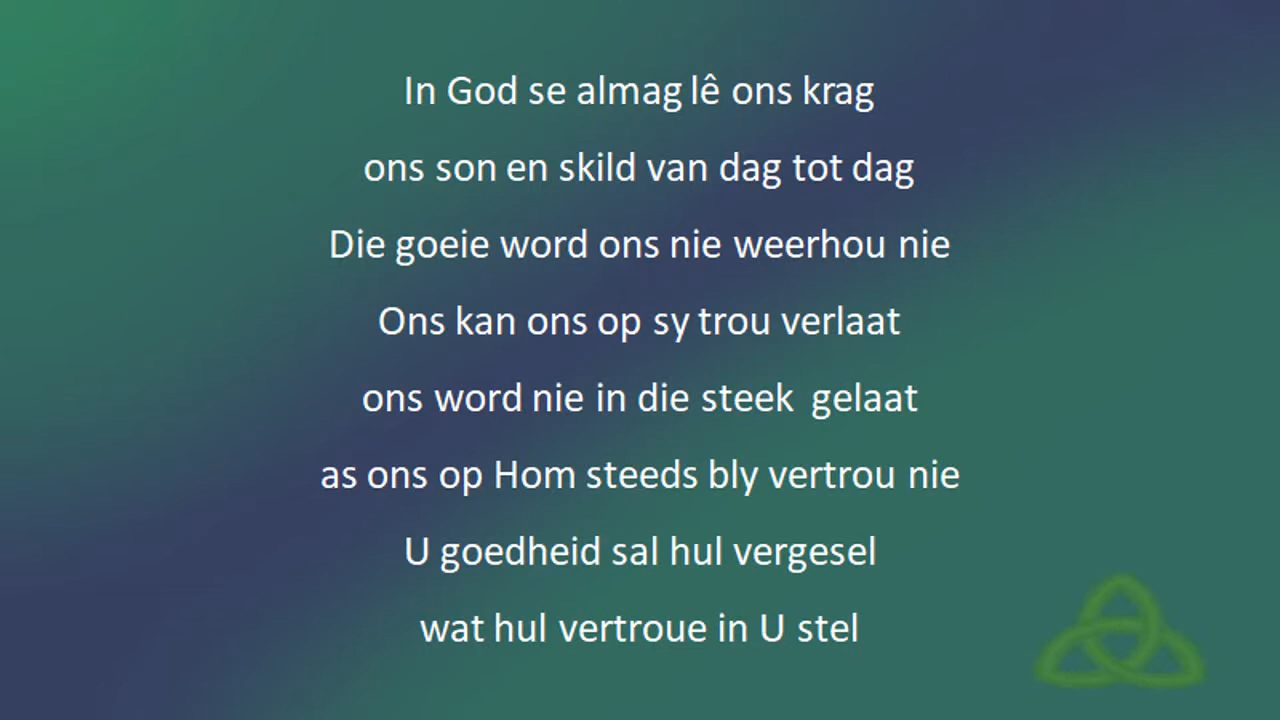 In God se almag lê ons krag
ons son en skild van dag tot dag
Die goeie word ons nie weerhou nie
Ons kan ons op sy trou verlaat
ons word nie in die steek  gelaat
as ons op Hom steeds bly vertrou nie
U goedheid sal hul vergesel
wat hul vertroue in U stel